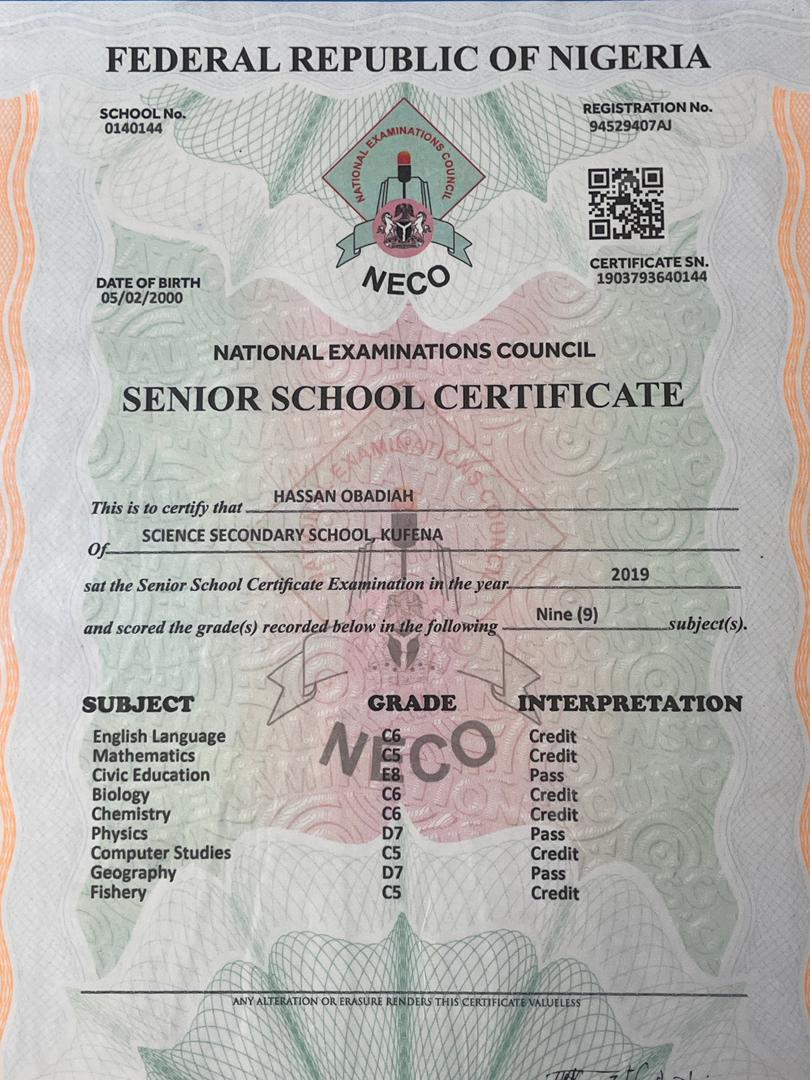 FEDERAL REPUBLIC OF NIGERIA
SCHOOL No.
0140144
REGISTRATION No.
94529407AJ
NATIONAL EXAMINATIONS COUNCIL
NECO
CERTIFICATE SN.
1903793640144
DATE OF BIRTH
05/02/2000
NATIONAL EXAMINATIONS COUNCIL
SENIOR SCHOOL CERTIFICATE
This is to certify that HASSAN OBADIAH
Of SCIENCE SECONDARY SCHOOL, KUFENA
sat the Senior School Certificate Examination in the year 2019
and scored the grade(s) recorded below in the following Nine (9) subject(s).
SUBJECT GRADE INTERPRETATION
English Language C6 Credit
Mathematics C5 Credit
Civic Education E8 Pass
Biology C6 Credit
Chemistry C6 Credit
Physics D7 Pass
Computer Studies C5 Credit
Geography D7 Pass
Fishery C5 Credit
NECO
ANY ALTERATION OR ERASURE RENDERS THIS CERTIFICATE VALUELESS